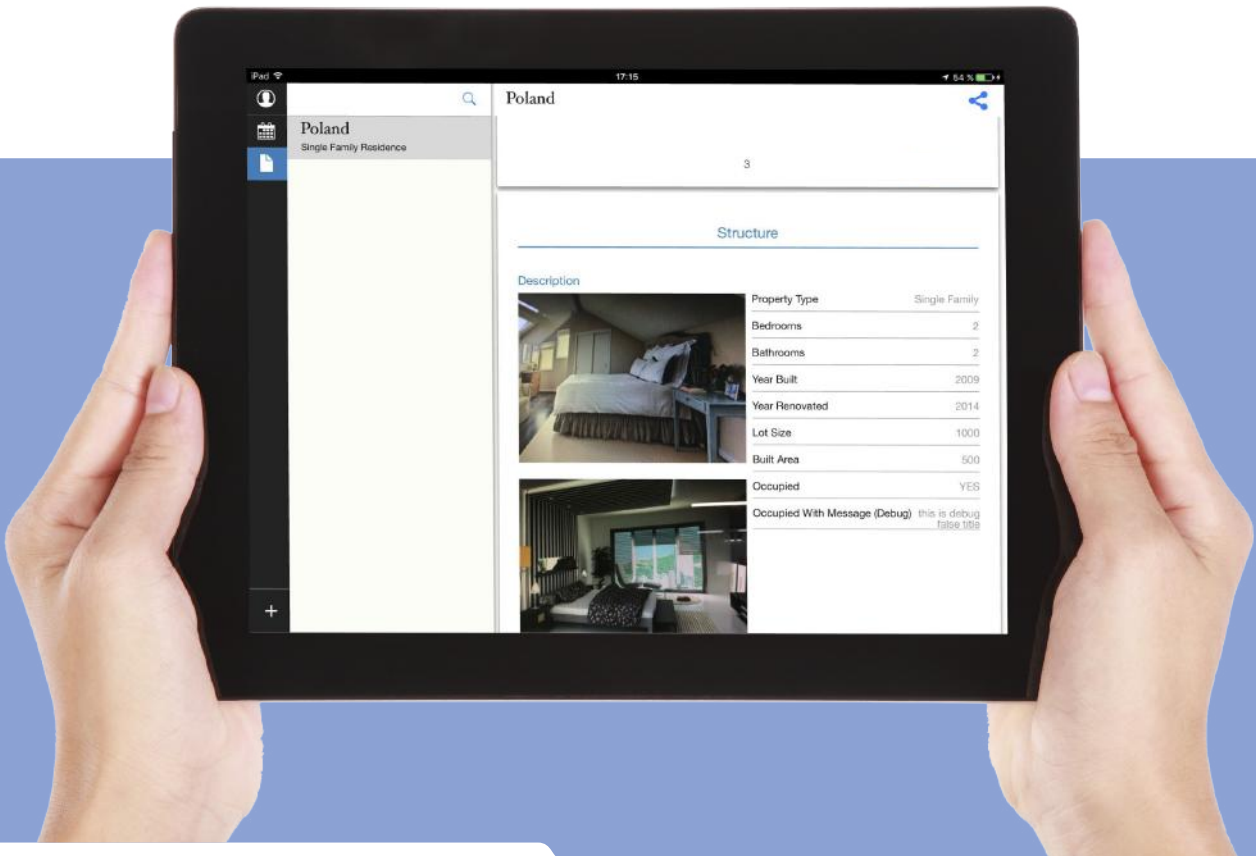 iPad 17:15 54 %
Poland
Single Family Residence
Poland
3
Structure
Description
Property Type Single Family
Bedrooms 2
Bathrooms 2
Year Built 2009
Year Renovated 2014
Lot Size 1000
Built Area 500
Occupied YES
Occupied With Message (Debug) this is debug
false title
+